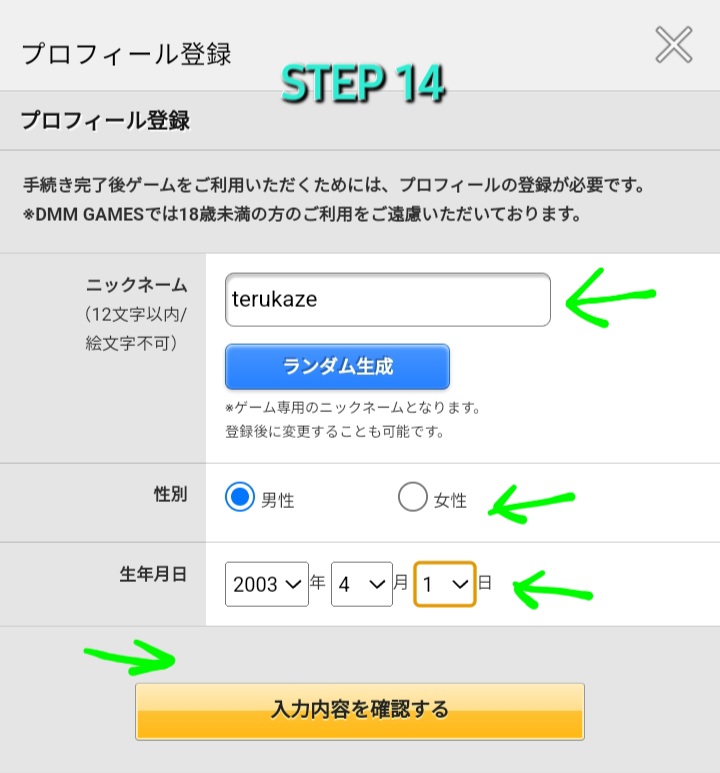 プロフィール登録
STEP 14
プロフィール登録
手続き完了後ゲームをご利用いただくためには、プロフィールの登録が必要です。
※DMM GAMESでは18歳未満の方のご利用をご遠慮いただいております。
ニックネーム
（12文字以内/
絵文字不可）
terukaze
ランダム生成
※ゲーム専用のニックネームとなります。
登録後に変更することも可能です。
性別
男性 女性
生年月日
2003 年 4 月 1 日
入力内容を確認する